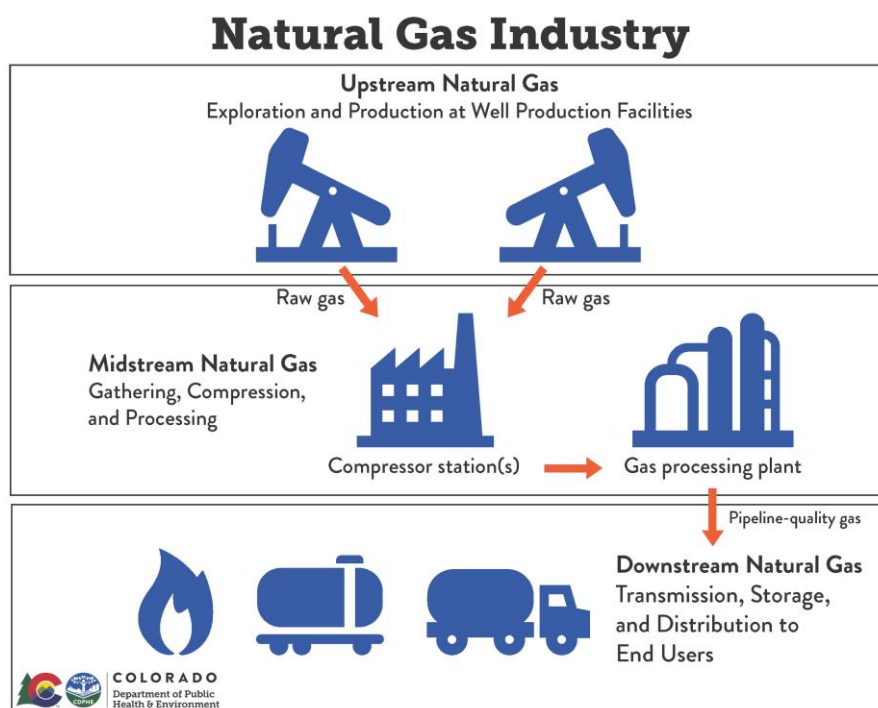 Natural Gas Industry
Upstream Natural Gas
Exploration and Production at Well Production Facilities
Raw gas
Raw gas
Midstream Natural Gas
Gathering, Compression,
and Processing
Compressor station(s)
Gas processing plant
Pipeline-quality gas
Downstream Natural Gas
Transmission, Storage,
and Distribution to
End Users
CDPHE
COLORADO
Department of Public
Health & Environment